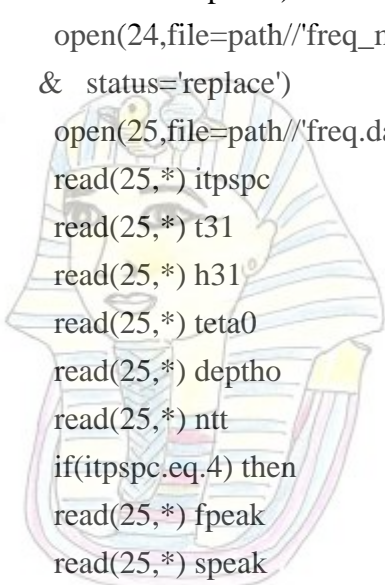 open(24,file=path//'freq_
& status='replace')
open(25,file=path//'freq.da
read(25,*) itpspc
read(25,*) t31
read(25,*) h31
read(25,*) teta0
read(25,*) deptho
read(25,*) ntt
if(itpspc.eq.4) then
read(25,*) fpeak
read(25,*) speak